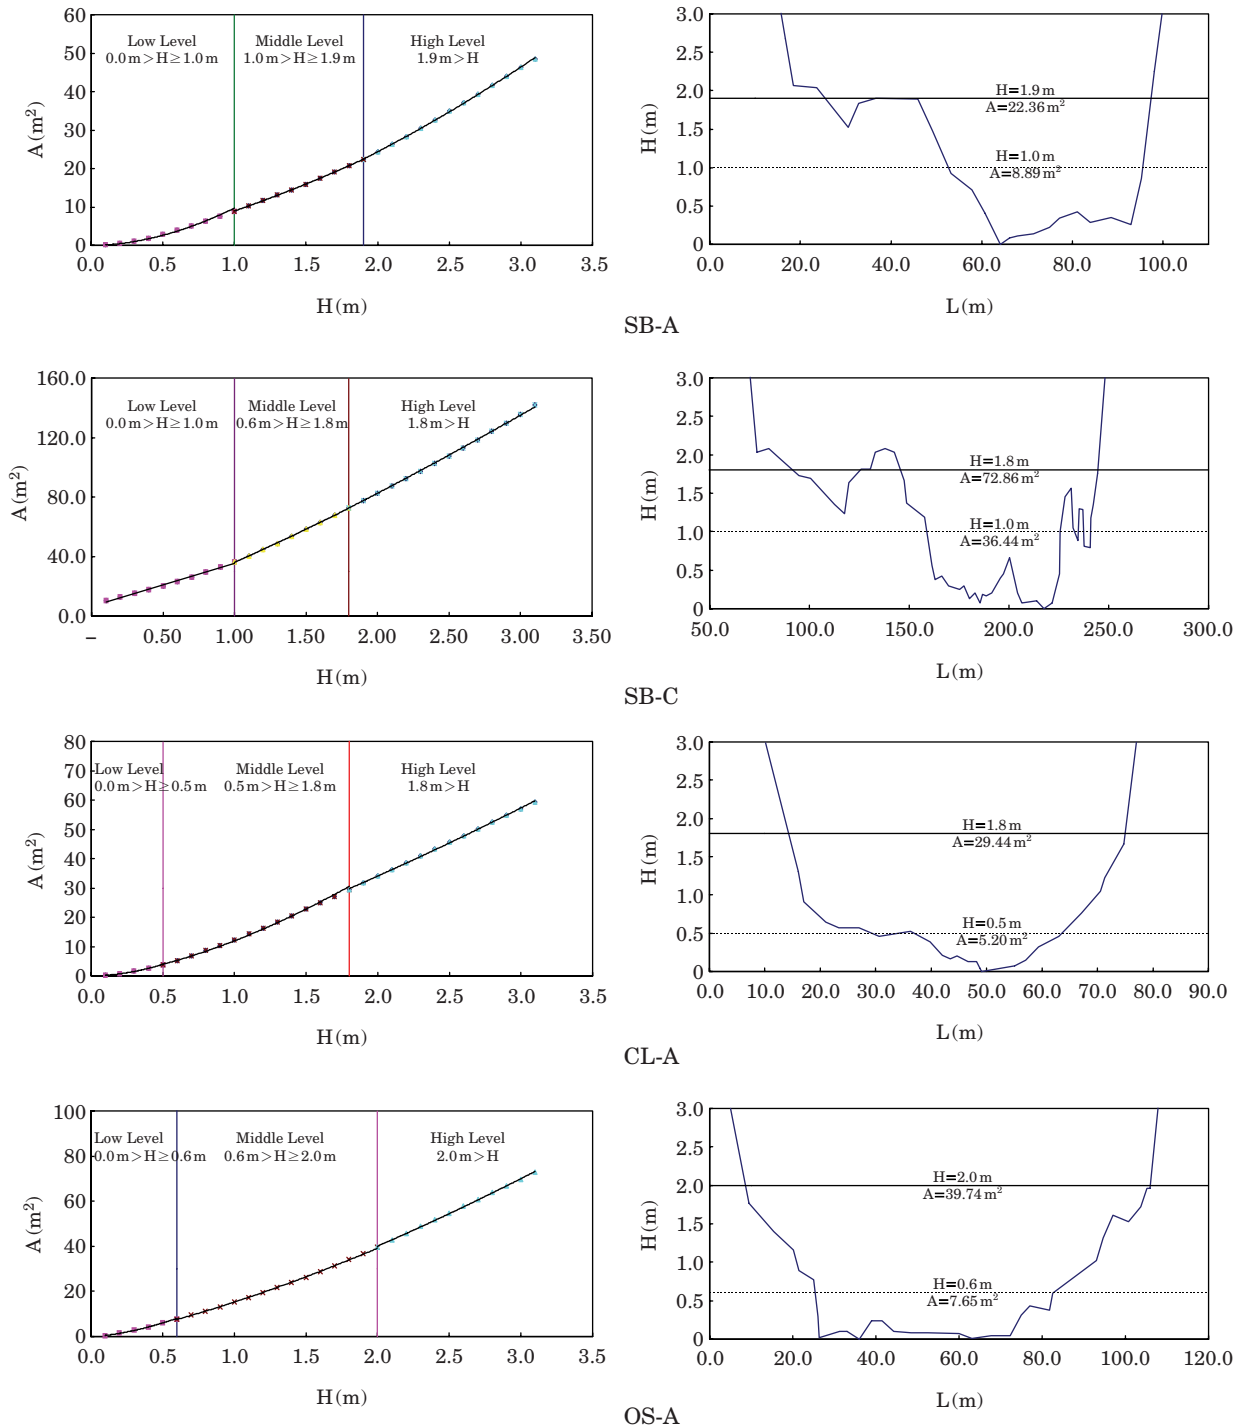 60
50
40
30
20
10
0
A(m²)
Low Level
0.0m>H≥1.0m
Middle Level
1.0m>H≥1.9m
High Level
1.9m>H
0.0 0.5 1.0 1.5 2.0 2.5 3.0 3.5
H(m)
3.0
2.5
2.0
1.5
1.0
0.5
0
H(m)
H=1.9m
A=22.36m²
H=1.0m
A=8.89m²
0.0 20.0 40.0 60.0 80.0 100.0
L(m)
SB-A
160.0
120.0
80.0
40.0
0.0
A(m²)
Low Level
0.0m>H≥1.0m
Middle Level
0.6m>H≥1.8m
High Level
1.8m>H
– 0.50 1.00 1.50 2.00 2.50 3.00 3.50
H(m)
3.0
2.5
2.0
1.5
1.0
0.5
0
H(m)
H=1.8m
A=72.86m²
H=1.0m
A=36.44m²
50.0 100.0 150.0 200.0 250.0 300.0
L(m)
SB-C
80
70
60
50
40
30
20
10
0
A(m²)
Low Level
0.0m>H≥0.5m
Middle Level
0.5m>H≥1.8m
High Level
1.8m>H
0.0 0.5 1.0 1.5 2.0 2.5 3.0 3.5
H(m)
3.0
2.5
2.0
1.5
1.0
0.5
0
H(m)
H=1.8m
A=29.44m²
H=0.5m
A=5.20m²
0.0 10.0 20.0 30.0 40.0 50.0 60.0 70.0 80.0 90.0
L(m)
CL-A
100
80
60
40
20
0
A(m²)
Low Level
0.0m>H≥0.6m
Middle Level
0.6m>H≥2.0m
High Level
2.0m>H
0.0 0.5 1.0 1.5 2.0 2.5 3.0 3.5
H(m)
3.0
2.5
2.0
1.5
1.0
0.5
0
H(m)
H=2.0m
A=39.74m²
H=0.6m
A=7.65m²
0.0 20.0 40.0 60.0 80.0 100.0 120.0
L(m)
OS-A